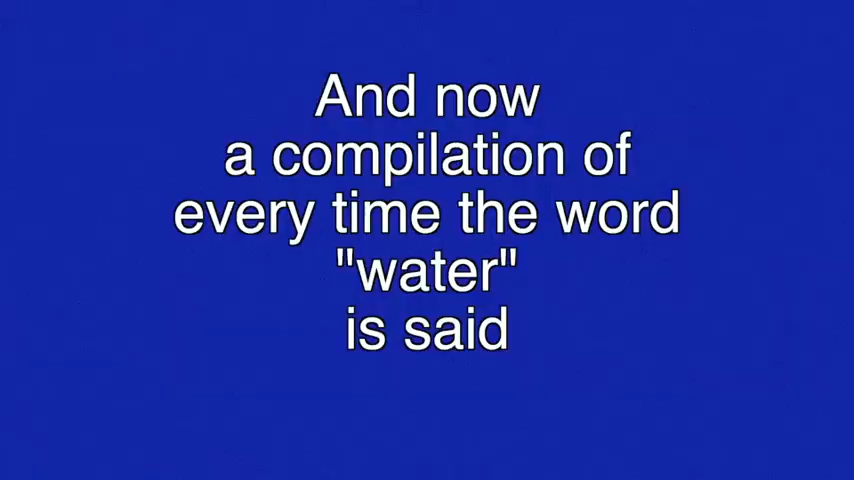 And now
a compilation of
every time the word
"water"
is said